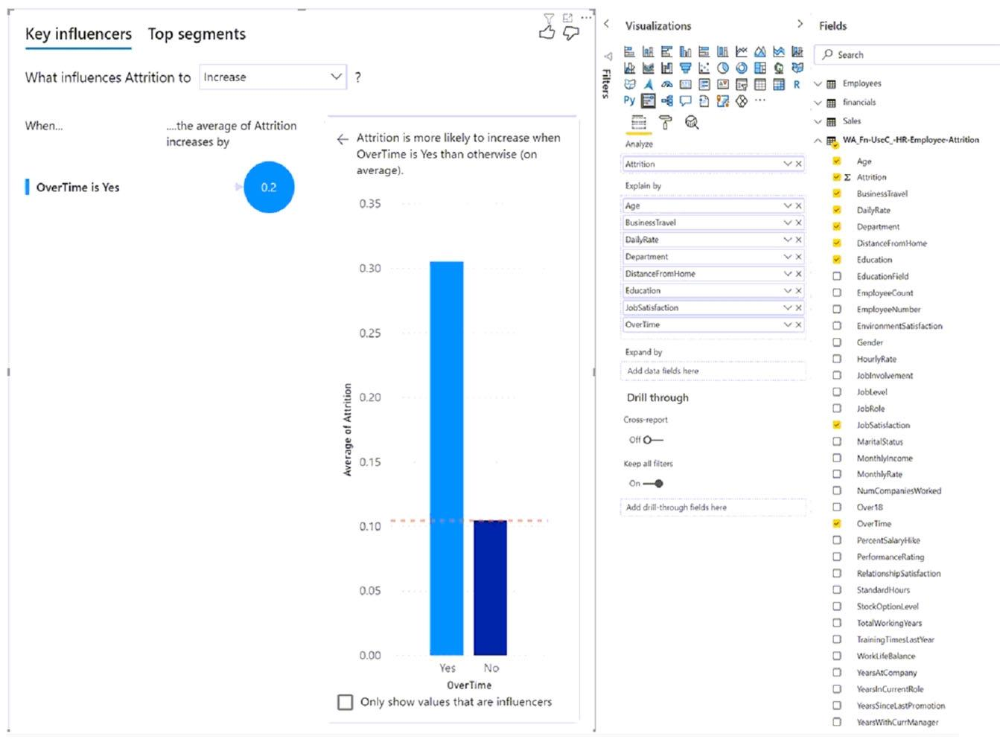 Key influencers Top segments
What influences Attrition to Increase ?
When...
....the average of Attrition
increases by
OverTime is Yes
0.2
Attrition is more likely to increase when
OverTime is Yes than otherwise (on
average).
0.35
0.30
0.25
0.20
0.15
0.10
0.05
0.00
Average of Attrition
Yes No
OverTime
Only show values that are influencers
Filters
Visualizations
R
Py
Analyze
Attrition
Explain by
Age
BusinessTravel
DailyRate
Department
DistanceFromHome
Education
JobSatisfaction
OverTime
Expand by
Add data fields here
Drill through
Cross-report
Off
Keep all filters
On
Add drill-through fields here
Fields
Search
Employees
financials
Sales
WA_Fn-UseC_-HR-Employee-Attrition
Age
Σ Attrition
BusinessTravel
DailyRate
Department
DistanceFromHome
Education
EducationField
EmployeeCount
EmployeeNumber
EnvironmentSatisfaction
Gender
HourlyRate
JobInvolvement
JobLevel
JobRole
JobSatisfaction
MaritalStatus
MonthlyIncome
MonthlyRate
NumCompaniesWorked
Over18
OverTime
PercentSalaryHike
PerformanceRating
RelationshipSatisfaction
StandardHours
StockOptionLevel
TotalWorkingYears
TrainingTimesLastYear
WorkLifeBalance
YearsAtCompany
YearsInCurrentRole
YearsSinceLastPromotion
YearsWithCurrManager